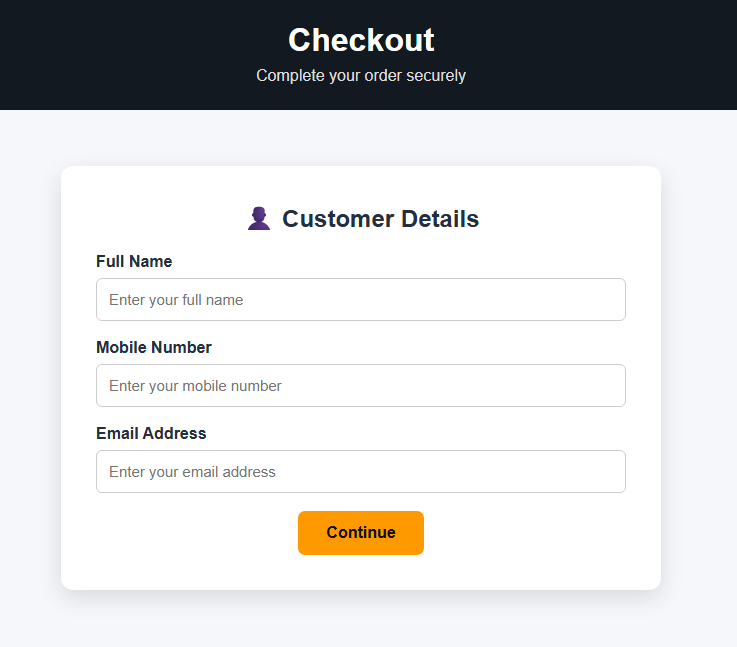 Checkout
Complete your order securely
Customer Details
Full Name
Enter your full name
Mobile Number
Enter your mobile number
Email Address
Enter your email address
Continue